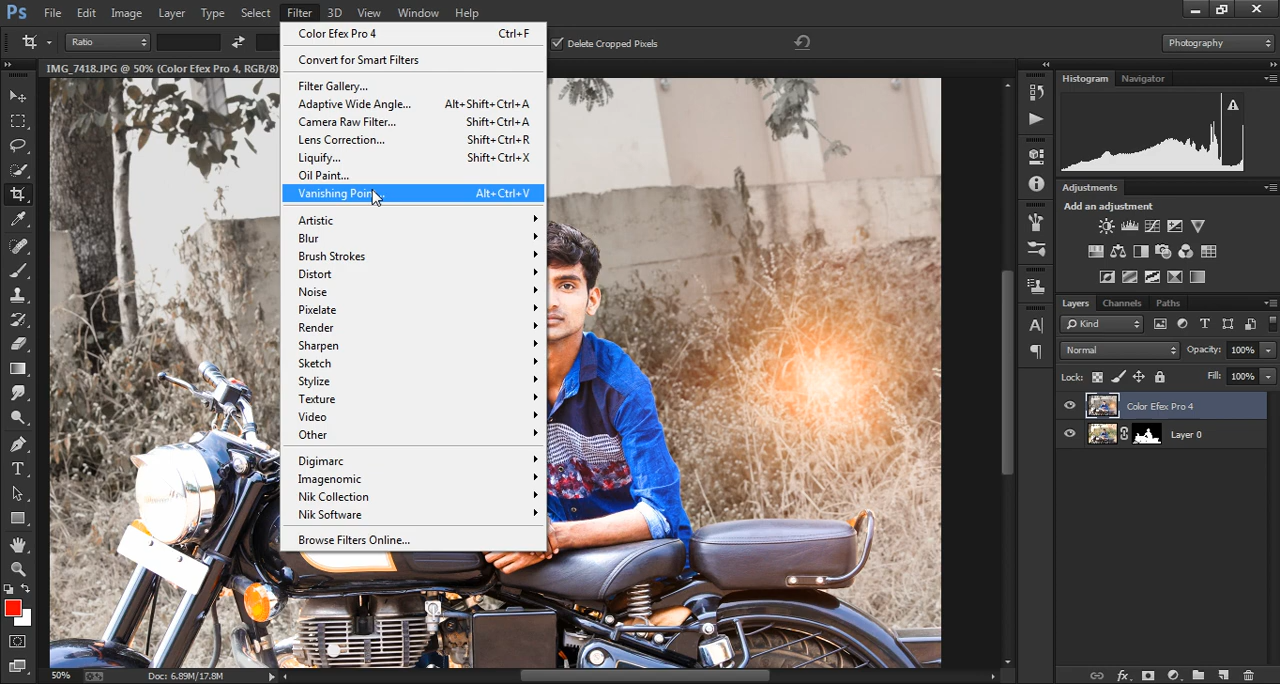 Ps File Edit Image Layer Type Select Filter 3D View Window Help
Ratio
Delete Cropped Pixels
Photography
IMG_7418.JPG @ 50% (Color Efex Pro 4, RGB/8)
Color Efex Pro 4 Ctrl+F
Convert for Smart Filters
Filter Gallery...
Adaptive Wide Angle... Alt+Shift+Ctrl+A
Camera Raw Filter... Shift+Ctrl+A
Lens Correction... Shift+Ctrl+R
Liquify... Shift+Ctrl+X
Oil Paint...
Vanishing Point... Alt+Ctrl+V
Artistic
Blur
Brush Strokes
Distort
Noise
Pixelate
Render
Sharpen
Sketch
Stylize
Texture
Video
Other
Digimarc
Imagenomic
Nik Collection
Nik Software
Browse Filters Online...
Histogram Navigator
Adjustments
Add an adjustment
Layers Channels Paths
Kind
Normal Opacity: 100%
Lock: Fill: 100%
Color Efex Pro 4
Layer 0
50% Doc: 6.89M/17.8M